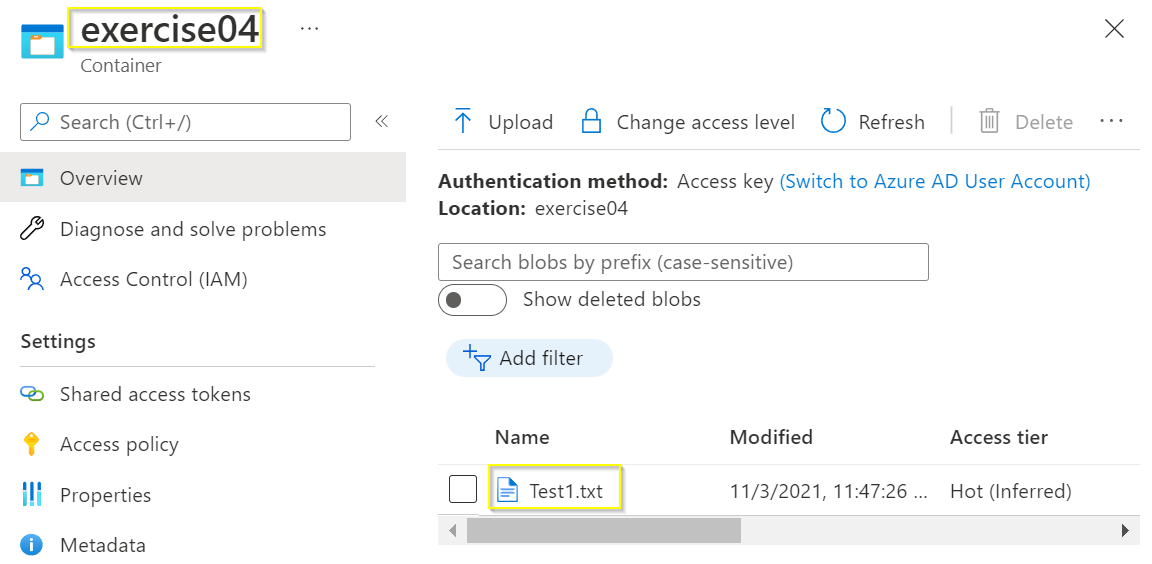 exercise04 ...
Container
Search (Ctrl+/) «
Overview
Diagnose and solve problems
Access Control (IAM)
Settings
Shared access tokens
Access policy
Properties
Metadata
Upload Change access level Refresh Delete ...
Authentication method: Access key (Switch to Azure AD User Account)
Location: exercise04
Search blobs by prefix (case-sensitive)
Show deleted blobs
Add filter
Name Modified Access tier
Test1.txt 11/3/2021, 11:47:26 ... Hot (Inferred)